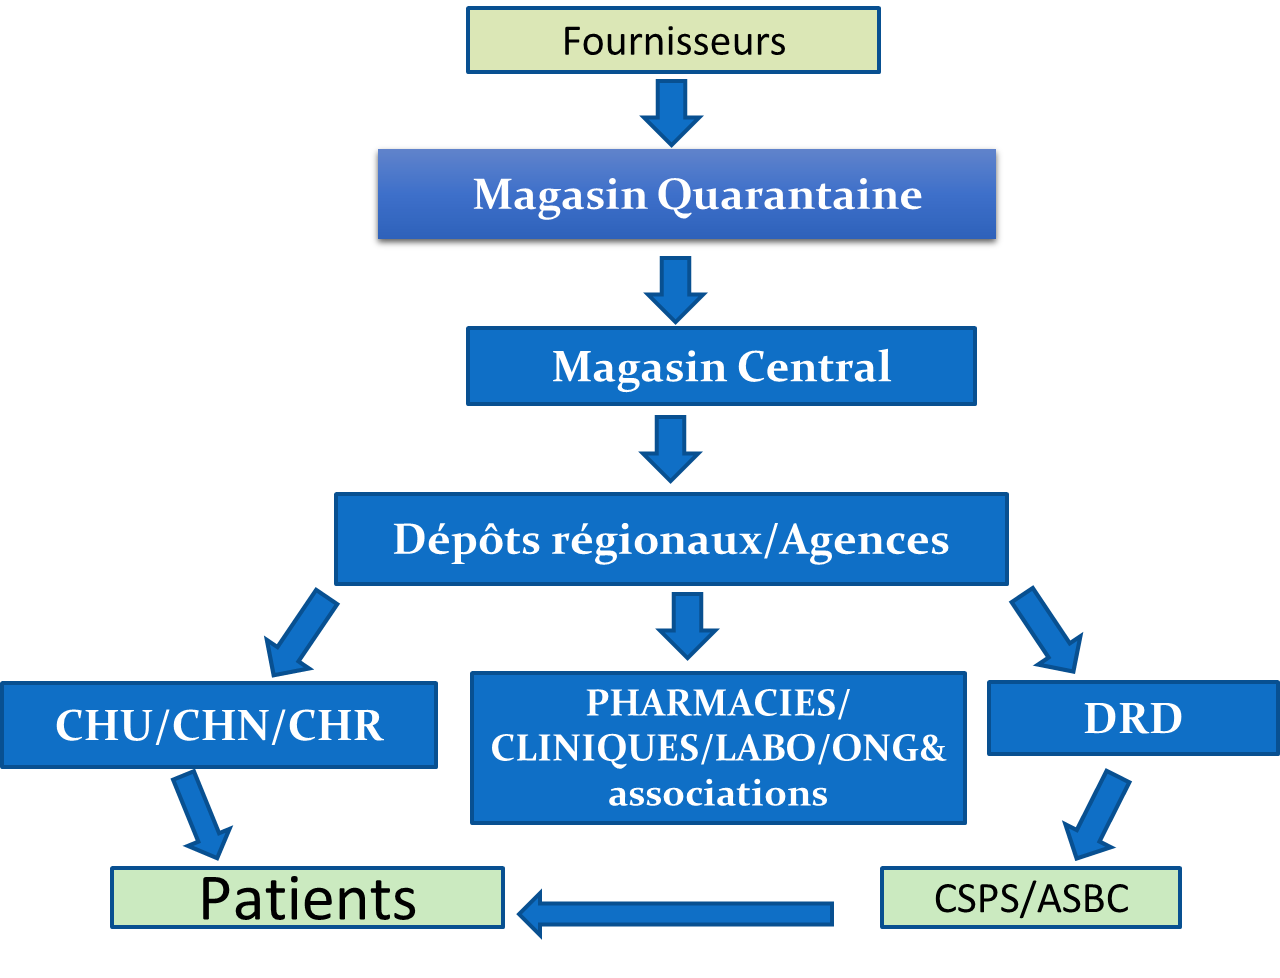 Fournisseurs
Magasin Quarantaine
Magasin Central
Dépôts régionaux/Agences
CHU/CHN/CHR
PHARMACIES/
CLINIQUES/LABO/ONG&
associations
DRD
Patients
CSPS/ASBC